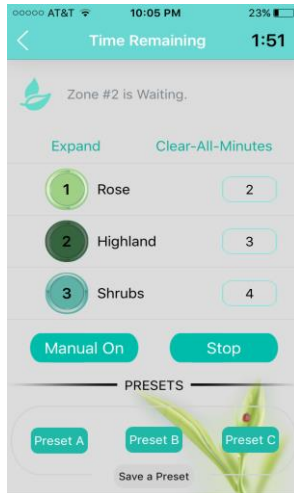 AT&T 10:05 PM 23%
Time Remaining 1:51
Zone #2 is Waiting.
Expand Clear-All-Minutes
1 Rose 2
2 Highland 3
3 Shrubs 4
Manual On Stop
PRESETS
Preset A Preset B Preset C
Save a Preset